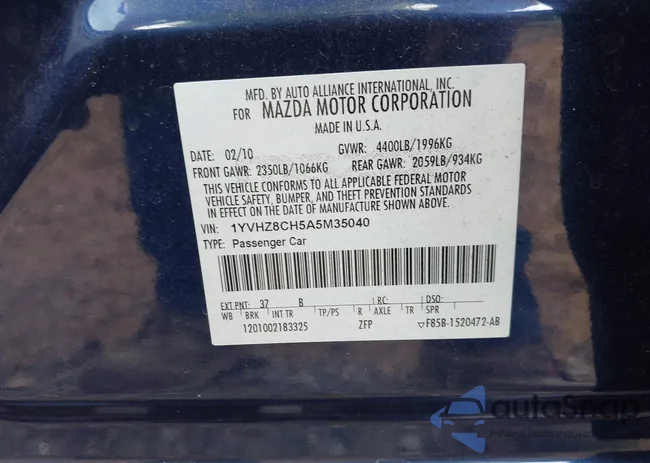 MFD. BY AUTO ALLIANCE INTERNATIONAL, INC.
FOR MAZDA MOTOR CORPORATION
MADE IN U.S.A.
DATE: 02/10 GVWR: 4400LB/1996KG
FRONT GAWR: 2350LB/1066KG REAR GAWR: 2059LB/934KG
THIS VEHICLE CONFORMS TO ALL APPLICABLE FEDERAL MOTOR
VEHICLE SAFETY, BUMPER, AND THEFT PREVENTION STANDARDS
IN EFFECT ON THE DATE OF MANUFACTURE SHOWN ABOVE.
VIN: 1YVHZ8CH5A5M35040
TYPE: Passenger Car
EXT PNT: 37 B RC: DSO:
WB BRK INT TR TP/PS R AXLE TR SPR
1201002183325 ZFP F85B-1520472-AB
autoSnap